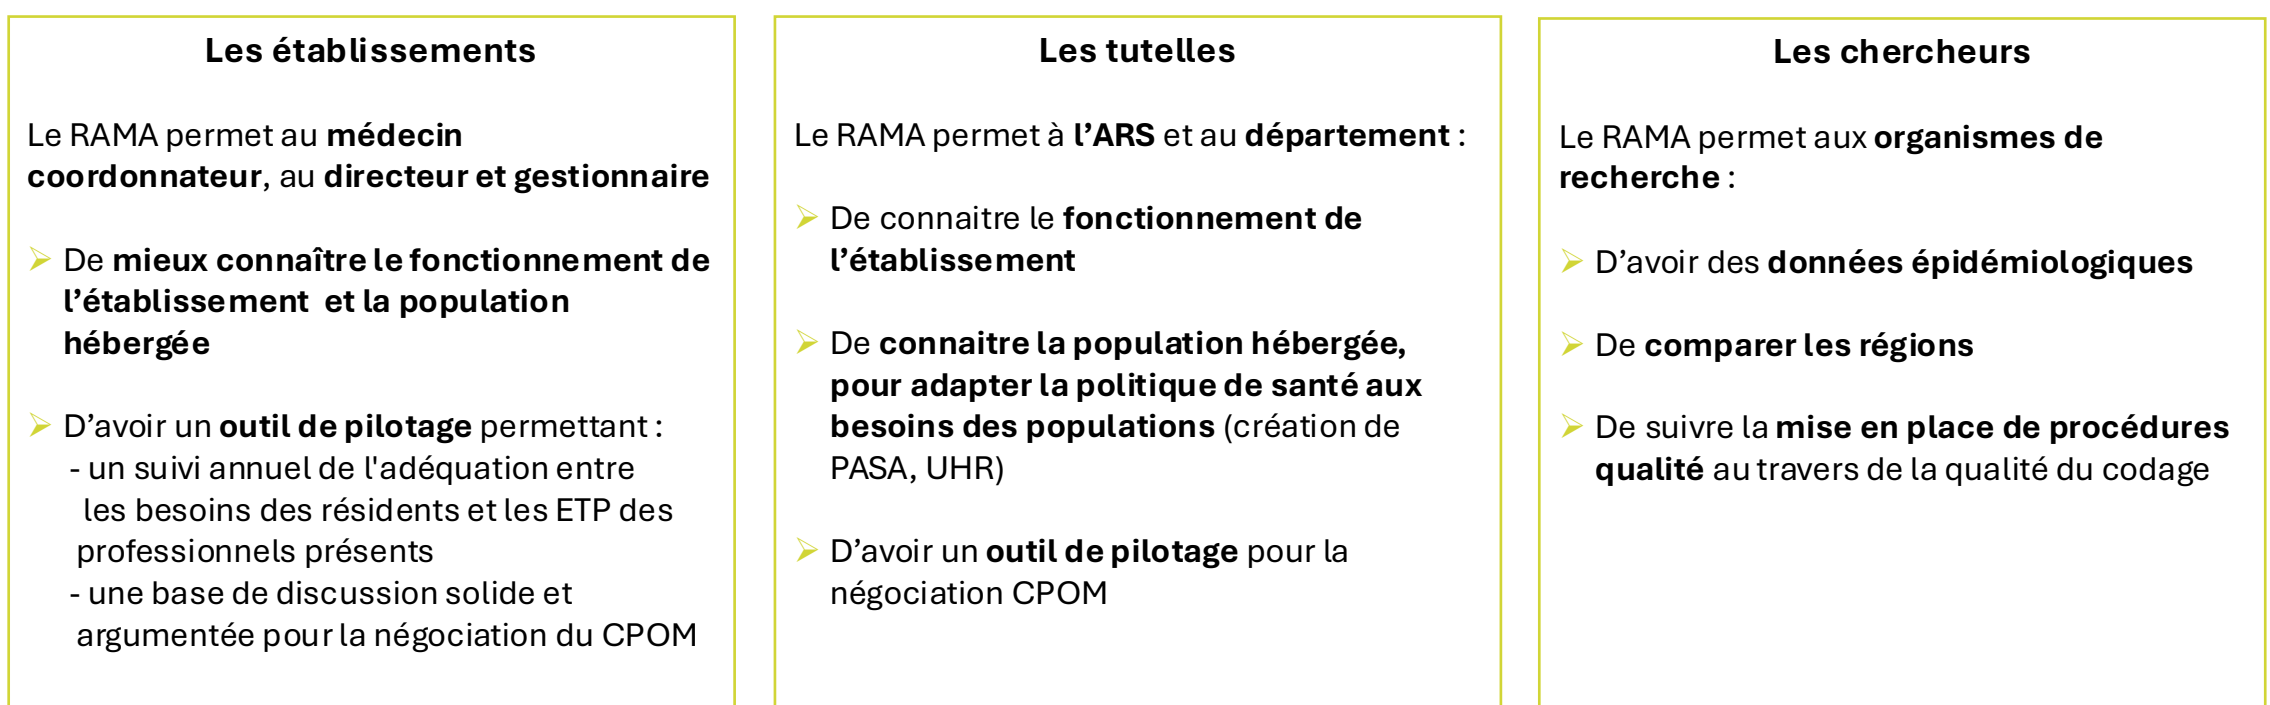 Les établissements
Le RAMA permet au médecin
coordonnateur, au directeur et gestionnaire
De mieux connaître le fonctionnement de
l’établissement et la population
hébergée
D’avoir un outil de pilotage permettant :
- un suivi annuel de l'adéquation entre
les besoins des résidents et les ETP des
professionnels présents
- une base de discussion solide et
argumentée pour la négociation du CPOM
Les tutelles
Le RAMA permet à l’ARS et au département :
De connaitre le fonctionnement de
l’établissement
De connaitre la population hébergée,
pour adapter la politique de santé aux
besoins des populations (création de
PASA, UHR)
D’avoir un outil de pilotage pour la
négociation CPOM
Les chercheurs
Le RAMA permet aux organismes de
recherche :
D’avoir des données épidémiologiques
De comparer les régions
De suivre la mise en place de procédures
qualité au travers de la qualité du codage